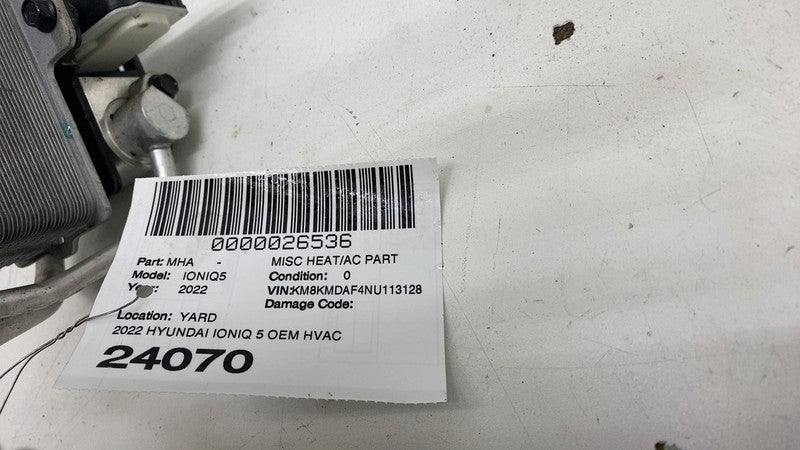 0000026536
Part: MHA - MISC HEAT/AC PART
Model: IONIQ5 Condition: 0
Year: 2022 VIN:KM8KMDAF4NU113128
Damage Code:
Location: YARD
2022 HYUNDAI IONIQ 5 OEM HVAC
24070